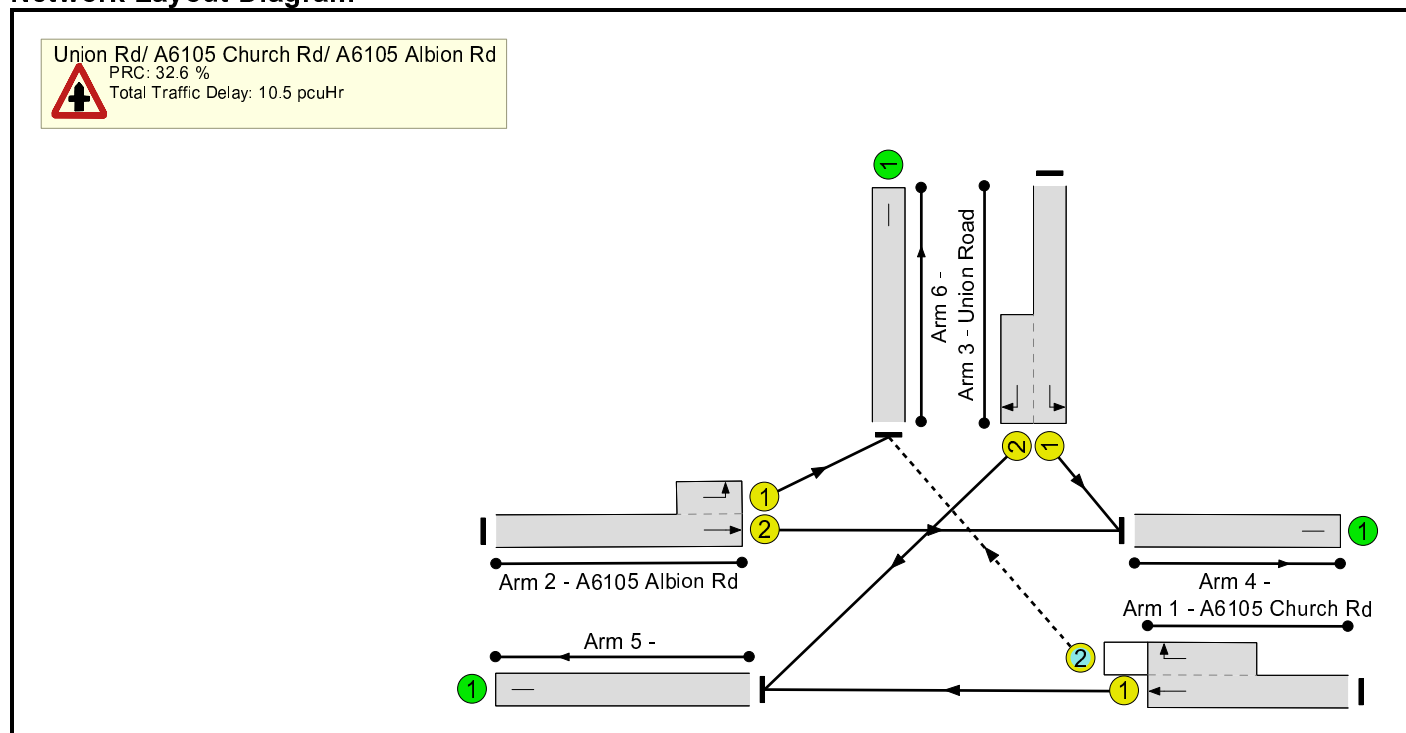 Network Layout Diagram
Union Rd/ A6105 Church Rd/ A6105 Albion Rd
PRC: 32.6 %
Total Traffic Delay: 10.5 pcuHr
1
Arm 6 -
Arm 3 - Union Road
2
1
1
2
Arm 2 - A6105 Albion Rd
1
Arm 4 -
Arm 1 - A6105 Church Rd
Arm 5 -
1
2
1